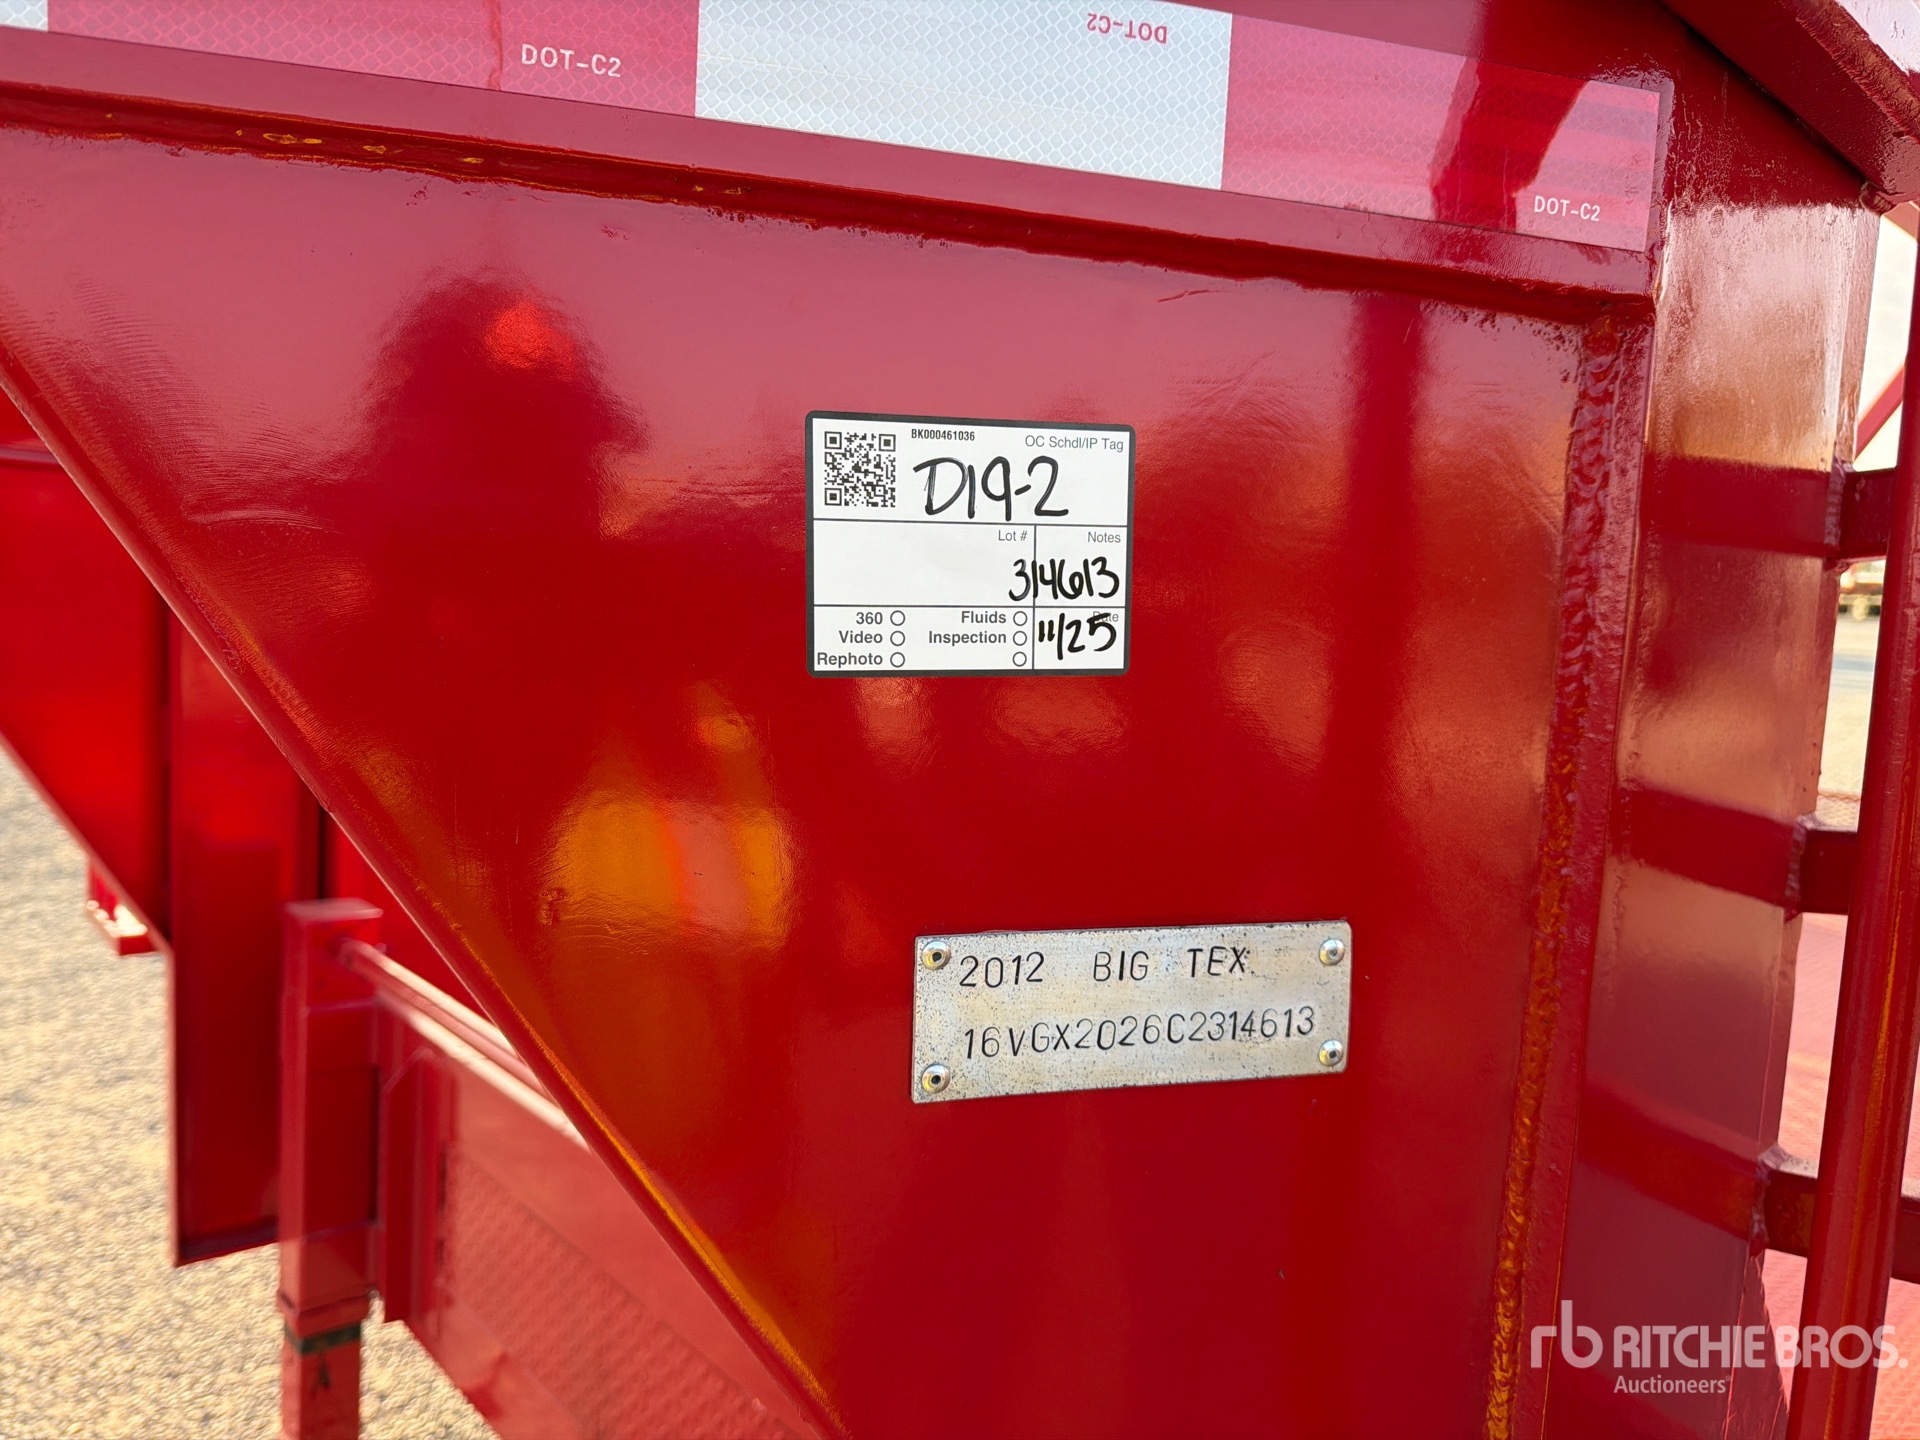 DOT-C2
DOT-C2
DOT-C2
BK000461036
OC Schdl/IP Tag
D19-2
Lot #
Notes
314613
360
Fluids
Date
Video
Inspection
11/25
Rephoto
2012 BIG TEX
16VGX2026C2314613
rb RITCHIE BROS.
Auctioneers